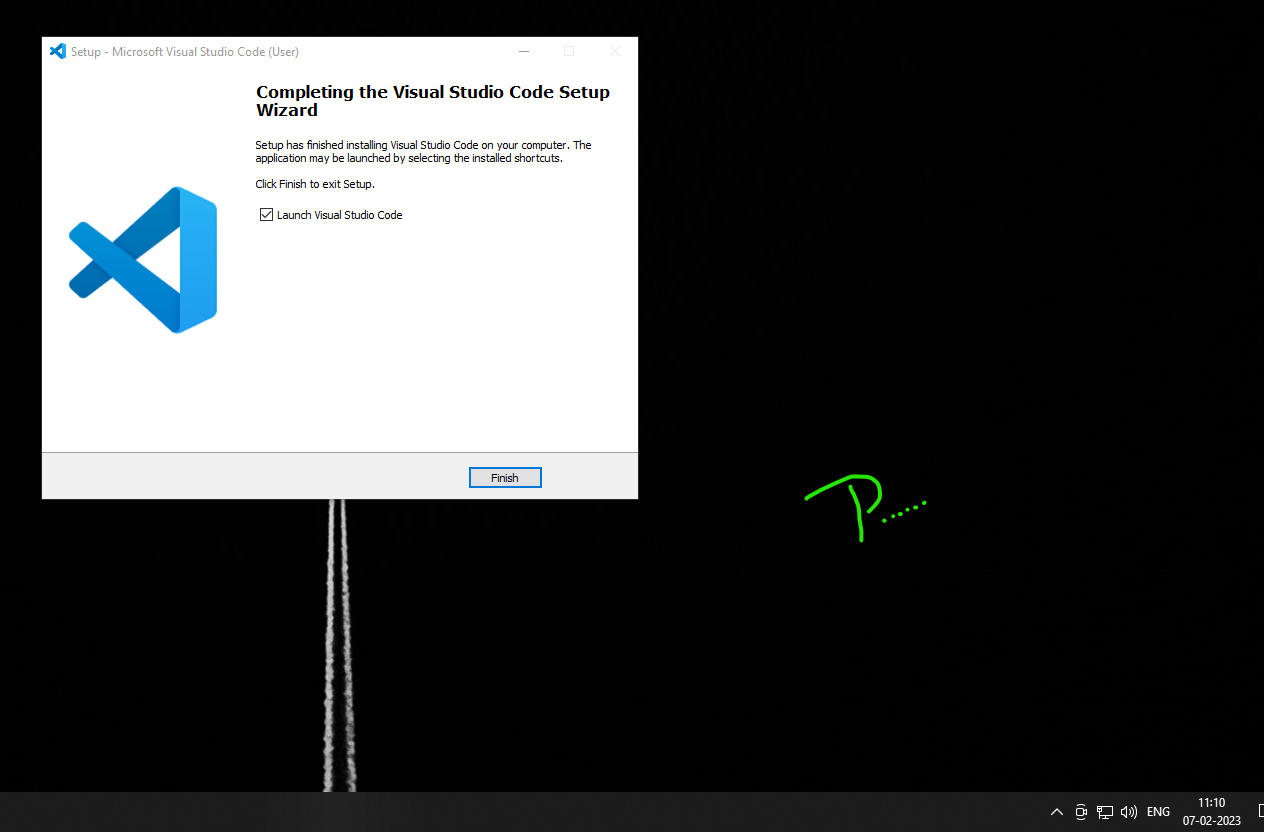 Setup - Microsoft Visual Studio Code (User)
Completing the Visual Studio Code Setup
Wizard
Setup has finished installing Visual Studio Code on your computer. The
application may be launched by selecting the installed shortcuts.
Click Finish to exit Setup.
Launch Visual Studio Code
Finish
P......
ENG
11:10
07-02-2023